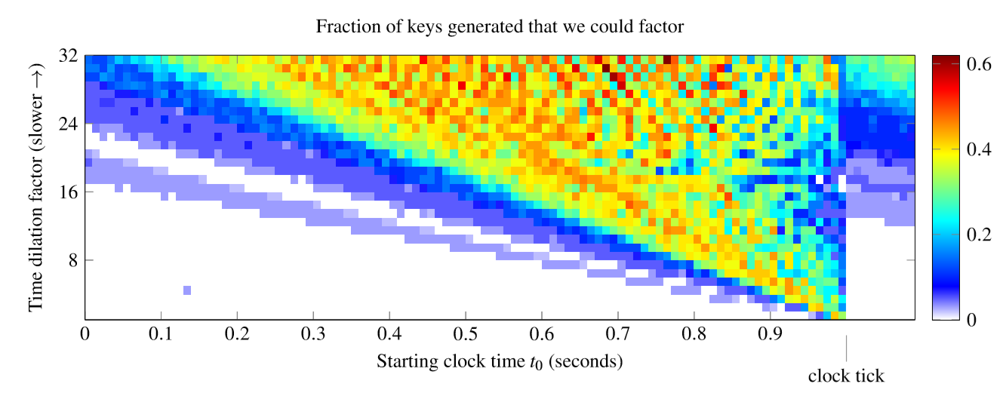 Fraction of keys generated that we could factor
Time dilation factor (slower →)
32
24
16
8
0 0.1 0.2 0.3 0.4 0.5 0.6 0.7 0.8 0.9
Starting clock time t₀ (seconds)
clock tick
0.6
0.4
0.2
0